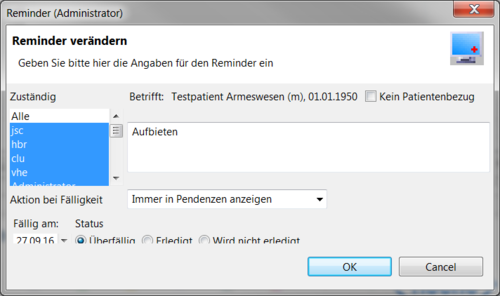 Reminder (Administrator)
Reminder verändern
Geben Sie bitte hier die Angaben für den Reminder ein
Zuständig
Betrifft: Testpatient Armeswesen (m), 01.01.1950 Kein Patientenbezug
Alle
jsc
hbr
clu
vhe
Administrator
Aufbieten
Aktion bei Fälligkeit Immer in Pendenzen anzeigen
Fällig am: Status
27.09.16 Überfällig Erledigt Wird nicht erledigt
OK Cancel